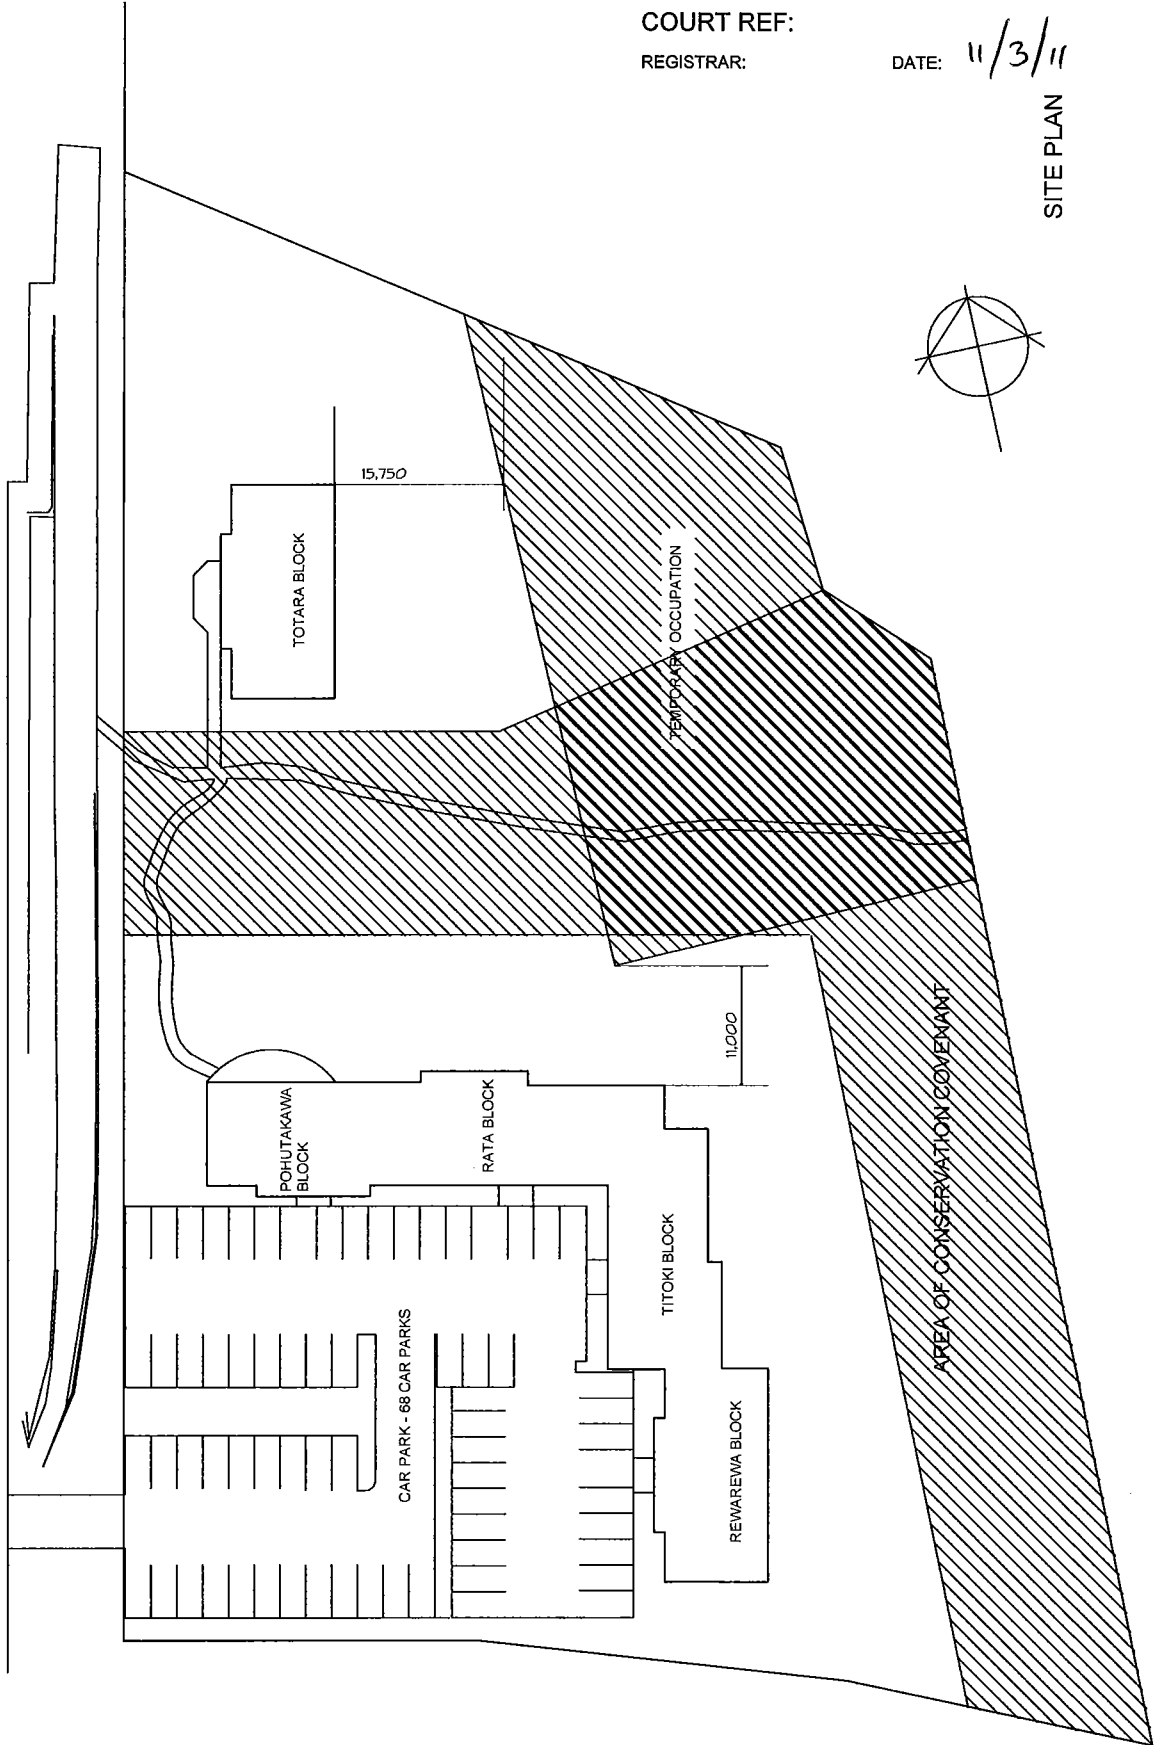 COURT REF:
REGISTRAR:
DATE: 11/3/11
SITE PLAN
15,750
TOTARA BLOCK
TEMPORARY OCCUPATION
11,000
AREA OF CONSERVATION COVENANT
POHUTAKAWA
BLOCK
RATA BLOCK
TITOKI BLOCK
CAR PARK - 68 CAR PARKS
REWAREWA BLOCK